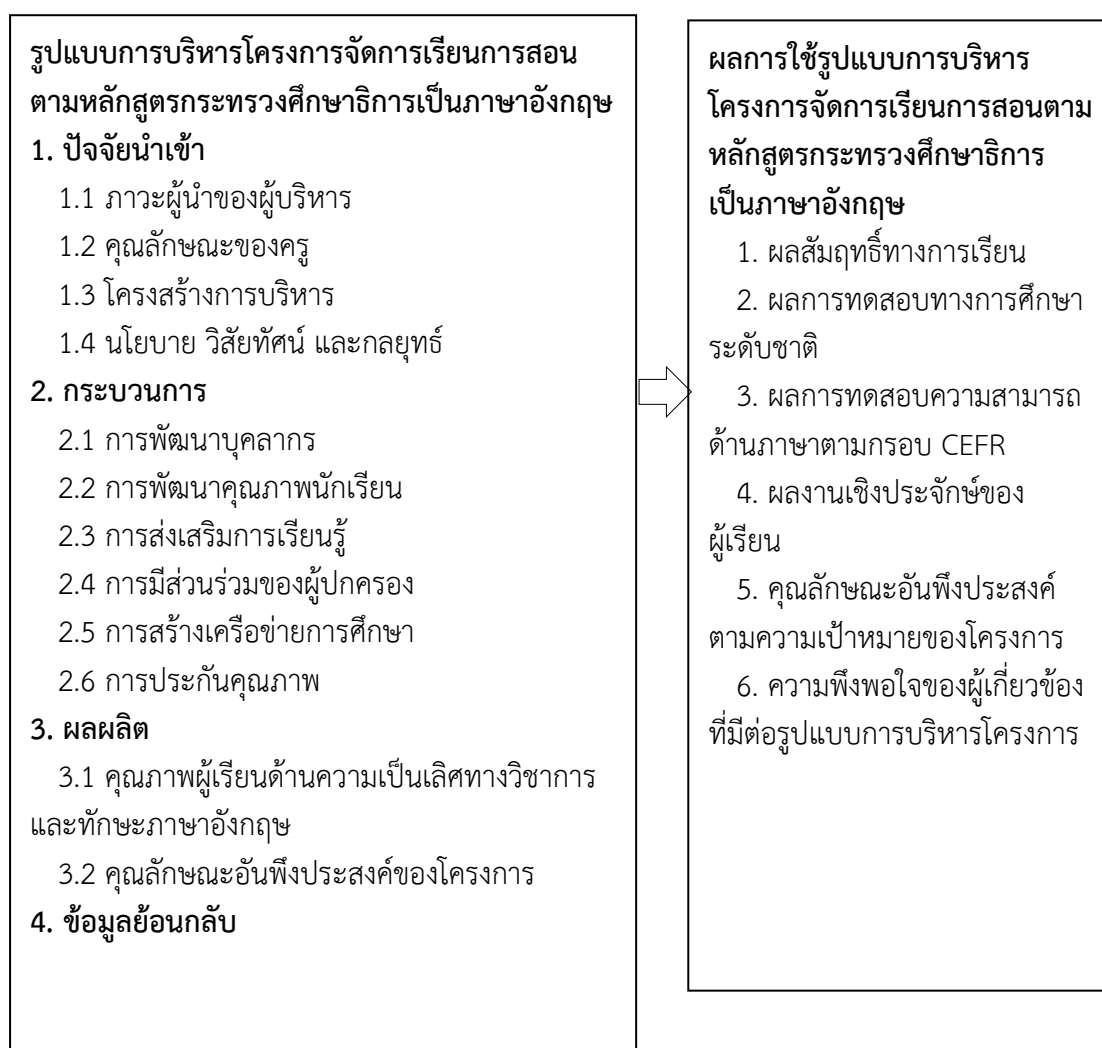 รูปแบบการบริหารโครงการจัดการเรียนการสอน
ตามหลักสูตรกระทรวงศึกษาธิการเป็นภาษาอังกฤษ
1. ปัจจัยนำเข้า
1.1 ภาวะผู้นำของผู้บริหาร
1.2 คุณลักษณะของครู
1.3 โครงสร้างการบริหาร
1.4 นโยบาย วิสัยทัศน์ และกลยุทธ์
2. กระบวนการ
2.1 การพัฒนาบุคลากร
2.2 การพัฒนาคุณภาพนักเรียน
2.3 การส่งเสริมการเรียนรู้
2.4 การมีส่วนร่วมของผู้ปกครอง
2.5 การสร้างเครือข่ายการศึกษา
2.6 การประกันคุณภาพ
3. ผลผลิต
3.1 คุณภาพผู้เรียนด้านความเป็นเลิศทางวิชาการ
และทักษะภาษาอังกฤษ
3.2 คุณลักษณะอันพึงประสงค์ของโครงการ
4. ข้อมูลย้อนกลับ
ผลการใช้รูปแบบการบริหาร
โครงการจัดการเรียนการสอนตาม
หลักสูตรกระทรวงศึกษาธิการ
เป็นภาษาอังกฤษ
1. ผลสัมฤทธิ์ทางการเรียน
2. ผลการทดสอบทางการศึกษา
ระดับชาติ
3. ผลการทดสอบความสามารถ
ด้านภาษาตามกรอบ CEFR
4. ผลงานเชิงประจักษ์ของ
ผู้เรียน
5. คุณลักษณะอันพึงประสงค์
ตามความเป้าหมายของโครงการ
6. ความพึงพอใจของผู้เกี่ยวข้อง
ที่มีต่อรูปแบบการบริหารโครงการ